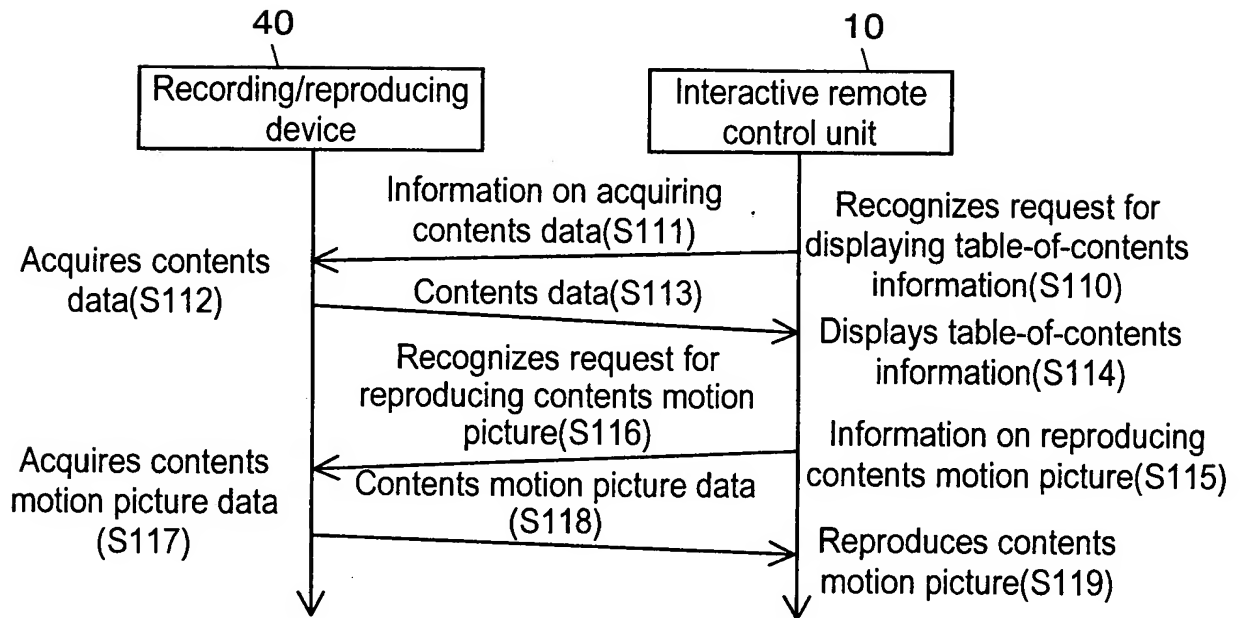 40
10
Recording/reproducing
device
Interactive remote
control unit
Information on acquiring
contents data(S111)
Recognizes request for
displaying table-of-contents
information(S110)
Acquires contents
data(S112)
Contents data(S113)
Displays table-of-contents
information(S114)
Recognizes request for
reproducing contents motion
picture(S116)
Information on reproducing
contents motion picture(S115)
Acquires contents
motion picture data
(S117)
Contents motion picture data
(S118)
Reproduces contents
motion picture(S119)